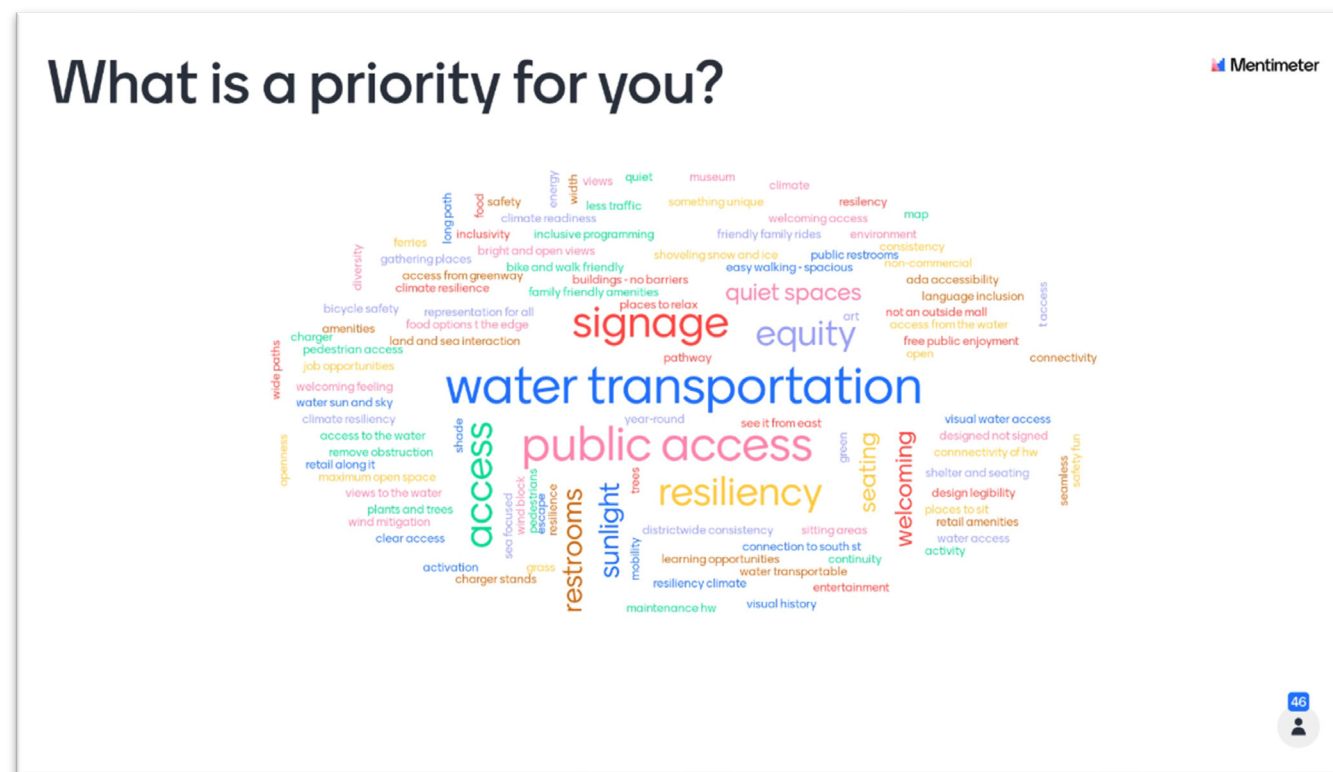 What is a priority for you?
Mentimeter
energy
width
views
quiet
museum
climate
long path
food
safety
less traffic
something unique
resilency
climate readiness
welcoming access
map
inclusivity
inclusive programming
friendly family rides
environment
ferries
bright and open views
shoveling snow and ice
public restrooms
consistency
diversity
gathering places
bike and walk friendly
easy walking - spacious
non-commercial
access from greenway
buildings - no barriers
ada accessibility
climate resilience
family friendly amenities
quiet spaces
language inclusion
t access
places to relax
bicycle safety
representation for all
signage
equity
art
not an outside mall
amenities
food options t the edge
access from the water
charger
land and sea interaction
free public enjoyment
pedestrian access
pathway
open
connectivity
wide paths
job opportunities
water transportation
welcoming feeling
water sun and sky
climate resiliency
shade
access
year-round
see it from east
visual water access
access to the water
public access
green
seating
welcoming
designed not signed
openness
remove obstruction
connnectivity of hw
safety fun
retail along it
shelter and seating
seamless
maximum open space
wind block
pedestrians
trees
resiliency
views to the water
sea focused
escape
resilience
restrooms
sunlight
design legibility
plants and trees
places to sit
wind mitigation
retail amenities
clear access
districtwide consistency
sitting areas
water access
mobility
connection to south st
activity
activation
grass
learning opportunities
continuity
charger stands
water transportable
resiliency climate
entertainment
maintenance hw
visual history
46